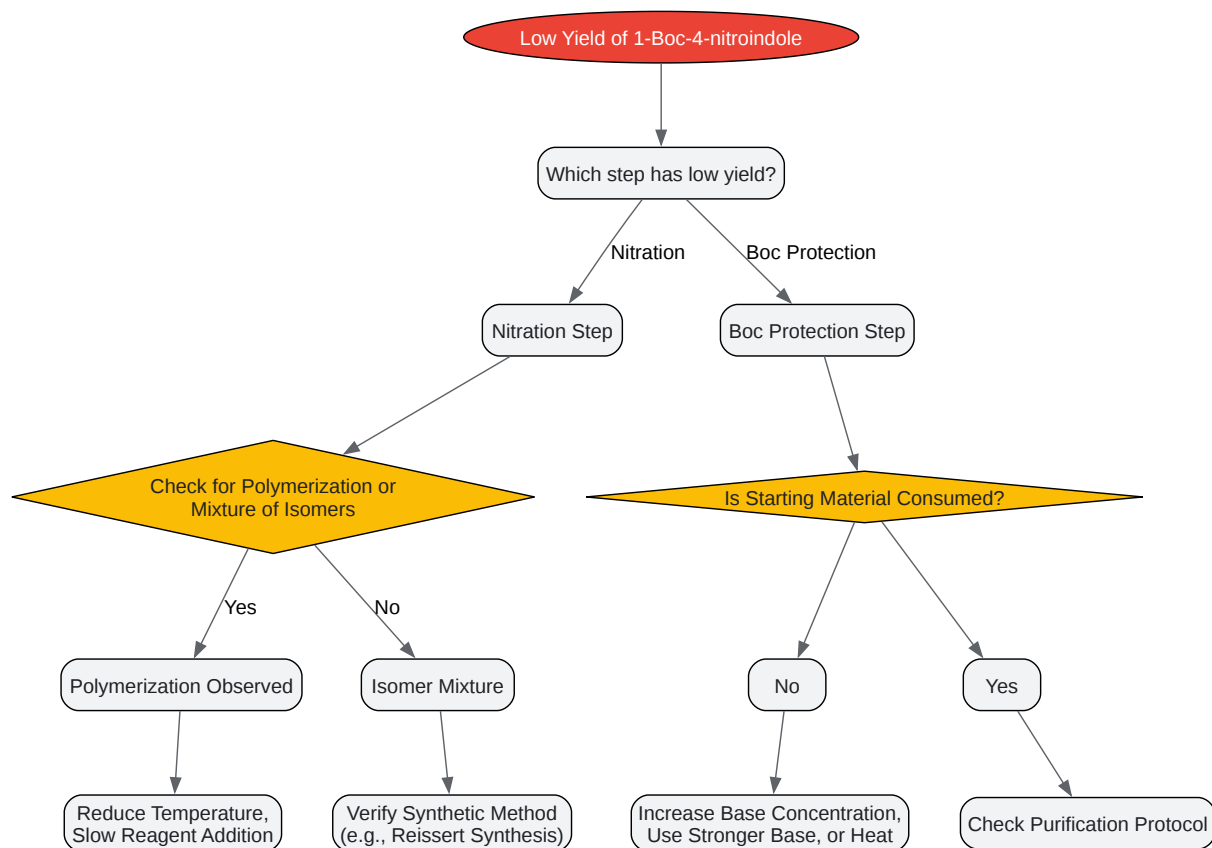 Low Yield of 1-Boc-4-nitroindole
Which step has low yield?
Nitration
Boc Protection
Nitration Step
Boc Protection Step
Check for Polymerization or
Mixture of Isomers
Is Starting Material Consumed?
Yes
No
Polymerization Observed
Isomer Mixture
No
Yes
Reduce Temperature,
Slow Reagent Addition
Verify Synthetic Method
(e.g., Reissert Synthesis)
Increase Base Concentration,
Use Stronger Base, or Heat
Check Purification Protocol